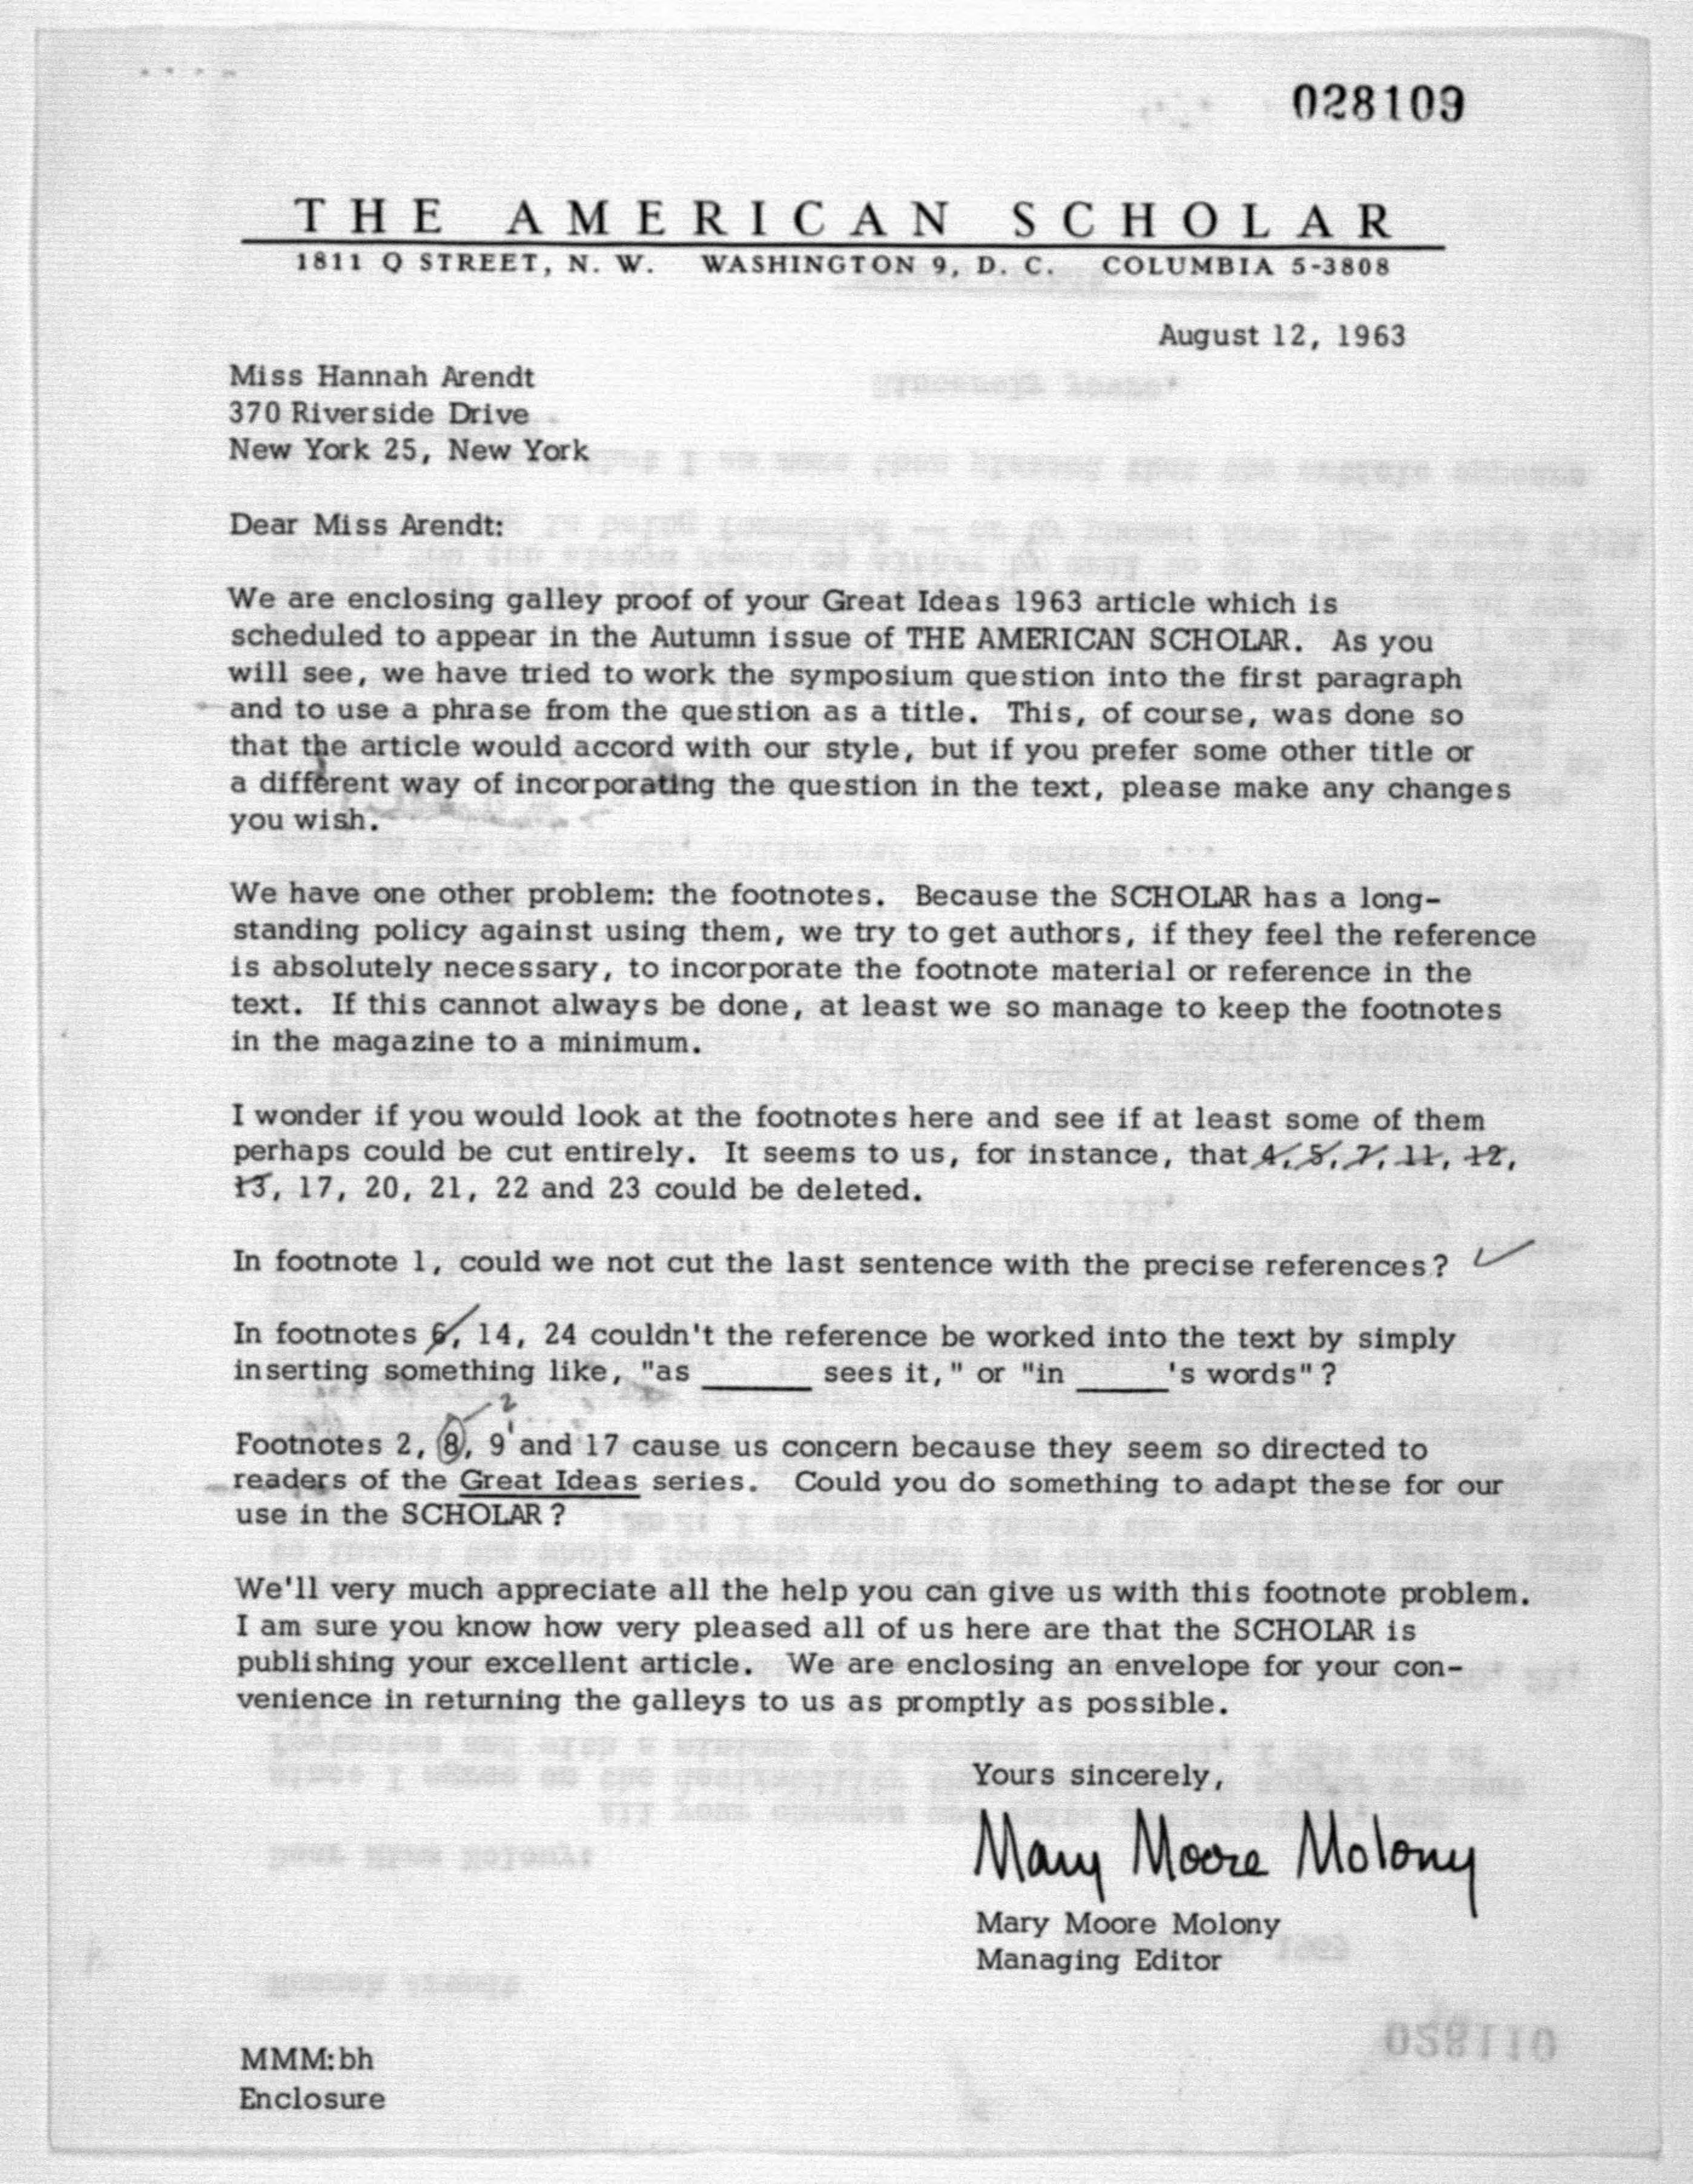 028109
THE AMERICAN SCHOLAR
1811 Q STREET, N. W. WASHINGTON 9, D. C. COLUMBIA 5-3808
August 12, 1963
Miss Hannah Arendt
370 Riverside Drive
New York 25, New York
Dear Miss Arendt:
We are enclosing galley proof of your Great Ideas 1963 article which is
scheduled to appear in the Autumn issue of THE AMERICAN SCHOLAR. As you
will see, we have tried to work the symposium question into the first paragraph
and to use a phrase from the question as a title. This, of course, was done so
that the article would accord with our style, but if you prefer some other title or
a different way of incorporating the question in the text, please make any changes
you wish.
We have one other problem: the footnotes. Because the SCHOLAR has a long-
standing policy against using them, we try to get authors, if they feel the reference
is absolutely necessary, to incorporate the footnote material or reference in the
text. If this cannot always be done, at least we so manage to keep the footnotes
in the magazine to a minimum.
I wonder if you would look at the footnotes here and see if at least some of them
perhaps could be cut entirely. It seems to us, for instance, that 4, 5, 7, 11, 12,
13, 17, 20, 21, 22 and 23 could be deleted.
In footnote 1, could we not cut the last sentence with the precise references? ✓
In footnotes 6, 14, 24 couldn't the reference be worked into the text by simply
inserting something like, "as ______ sees it," or "in _____'s words"?
2
Footnotes 2, 8, 9 and 17 cause us concern because they seem so directed to
readers of the Great Ideas series. Could you do something to adapt these for our
use in the SCHOLAR?
We'll very much appreciate all the help you can give us with this footnote problem.
I am sure you know how very pleased all of us here are that the SCHOLAR is
publishing your excellent article. We are enclosing an envelope for your con-
venience in returning the galleys to us as promptly as possible.
Yours sincerely,
Mary Moore Molony
Mary Moore Molony
Managing Editor
MMM:bh
Enclosure